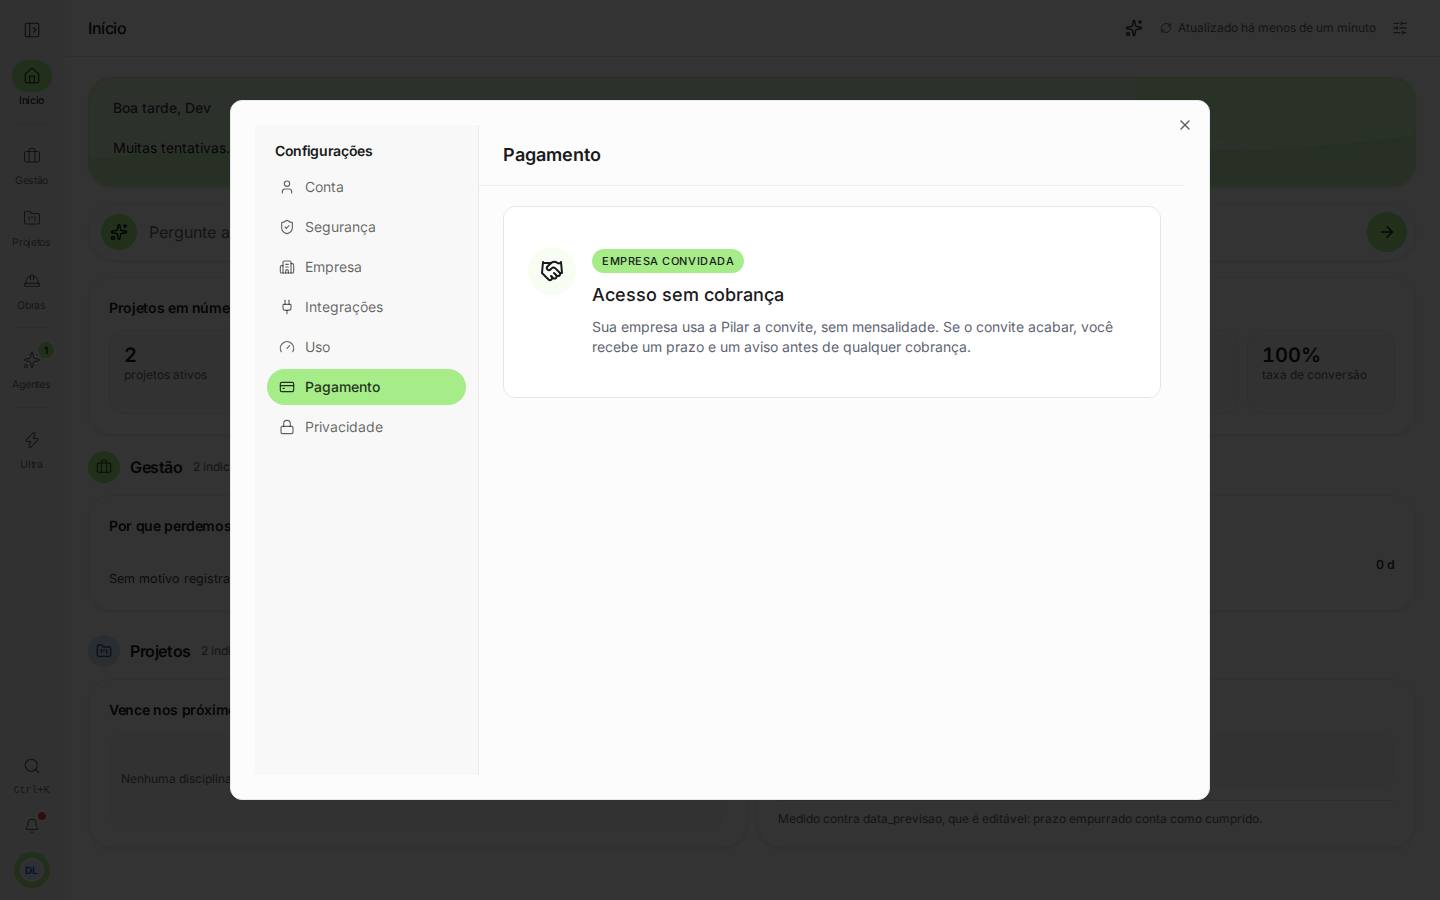 Início
Atualizado há menos de um minuto
Início
Gestão
Projetos
Obras
1
Agentes
Ultra
Ctrl+K
DL
Boa tarde, Dev
Muitas tentativas.
Pergunte a
Projetos em núme
2
projetos ativos
100%
taxa de conversão
Gestão
2 indic
Por que perdemos
Sem motivo registra
0 d
Projetos
2 indi
Vence nos próxim
Nenhuma disciplina
Medido contra data_previsao, que é editável: prazo empurrado conta como cumprido.
Configurações
Conta
Segurança
Empresa
Integrações
Uso
Pagamento
Privacidade
Pagamento
EMPRESA CONVIDADA
Acesso sem cobrança
Sua empresa usa a Pilar a convite, sem mensalidade. Se o convite acabar, você
recebe um prazo e um aviso antes de qualquer cobrança.